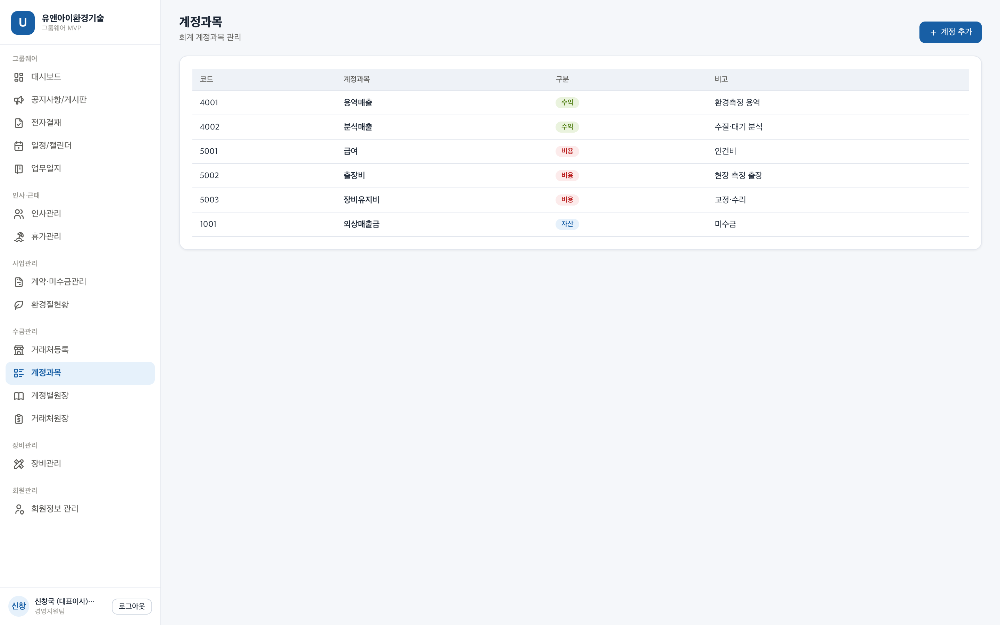 U
유앤아이환경기술
그룹웨어 MVP
그룹웨어
대시보드
공지사항/게시판
전자결재
일정/캘린더
업무일지
인사·근태
인사관리
휴가관리
사업관리
계약·미수금관리
환경질현황
수금관리
거래처등록
계정과목
계정별원장
거래처원장
장비관리
장비관리
회원관리
회원정보 관리
신창
신창국 (대표이사)…
경영지원팀
로그아웃
계정과목
회계 계정과목 관리
+ 계정 추가
코드 계정과목 구분 비고
4001 용역매출 수익 환경측정 용역
4002 분석매출 수익 수질·대기 분석
5001 급여 비용 인건비
5002 출장비 비용 현장 측정 출장
5003 장비유지비 비용 교정·수리
1001 외상매출금 자산 미수금